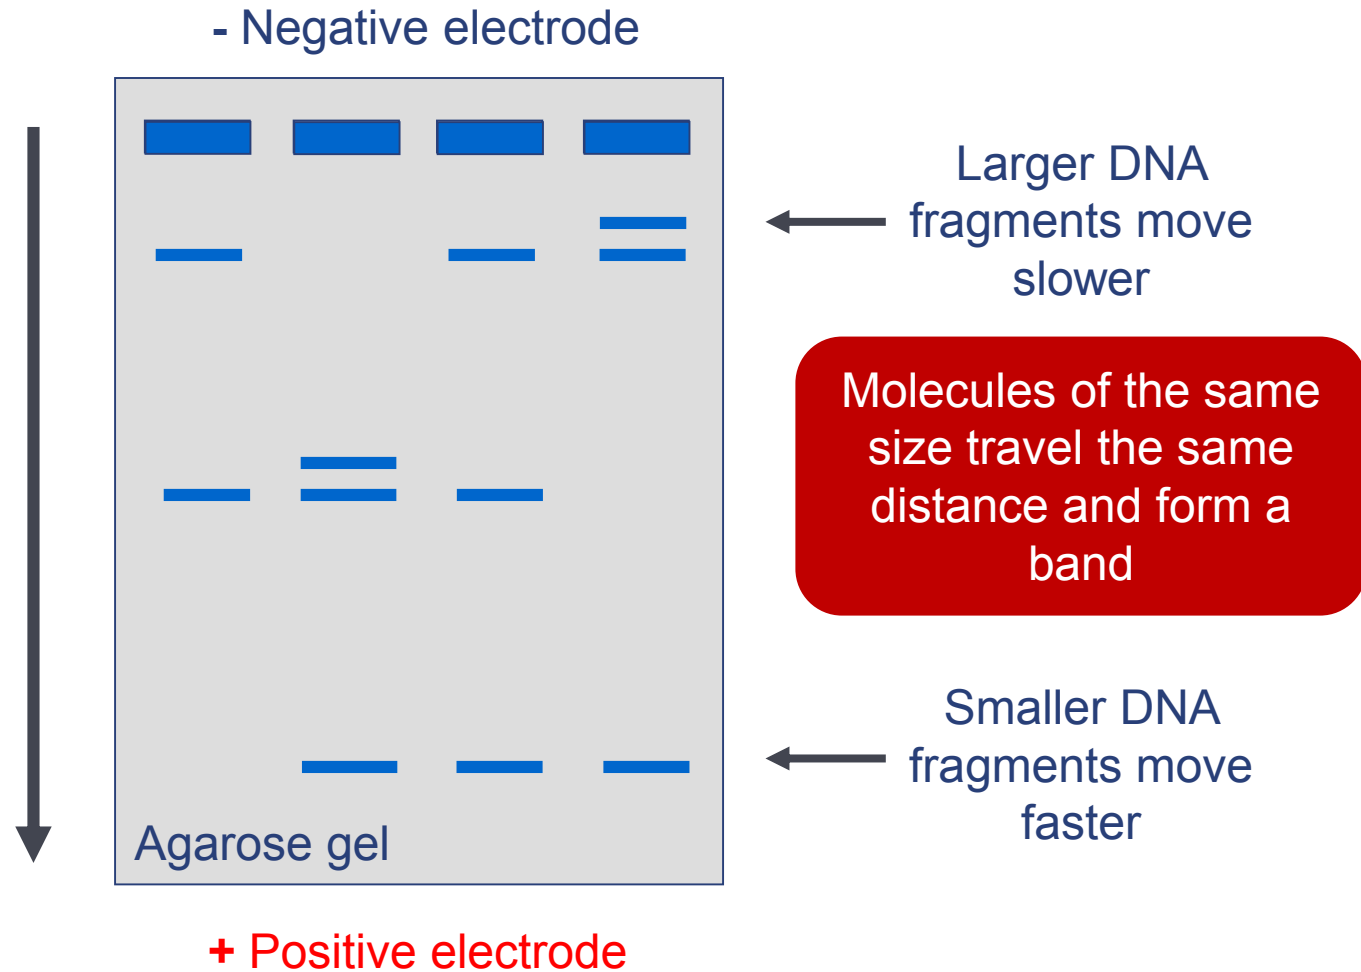 - Negative electrode
Larger DNA
fragments move
slower
Molecules of the same
size travel the same
distance and form a
band
Smaller DNA
fragments move
faster
Agarose gel
+ Positive electrode